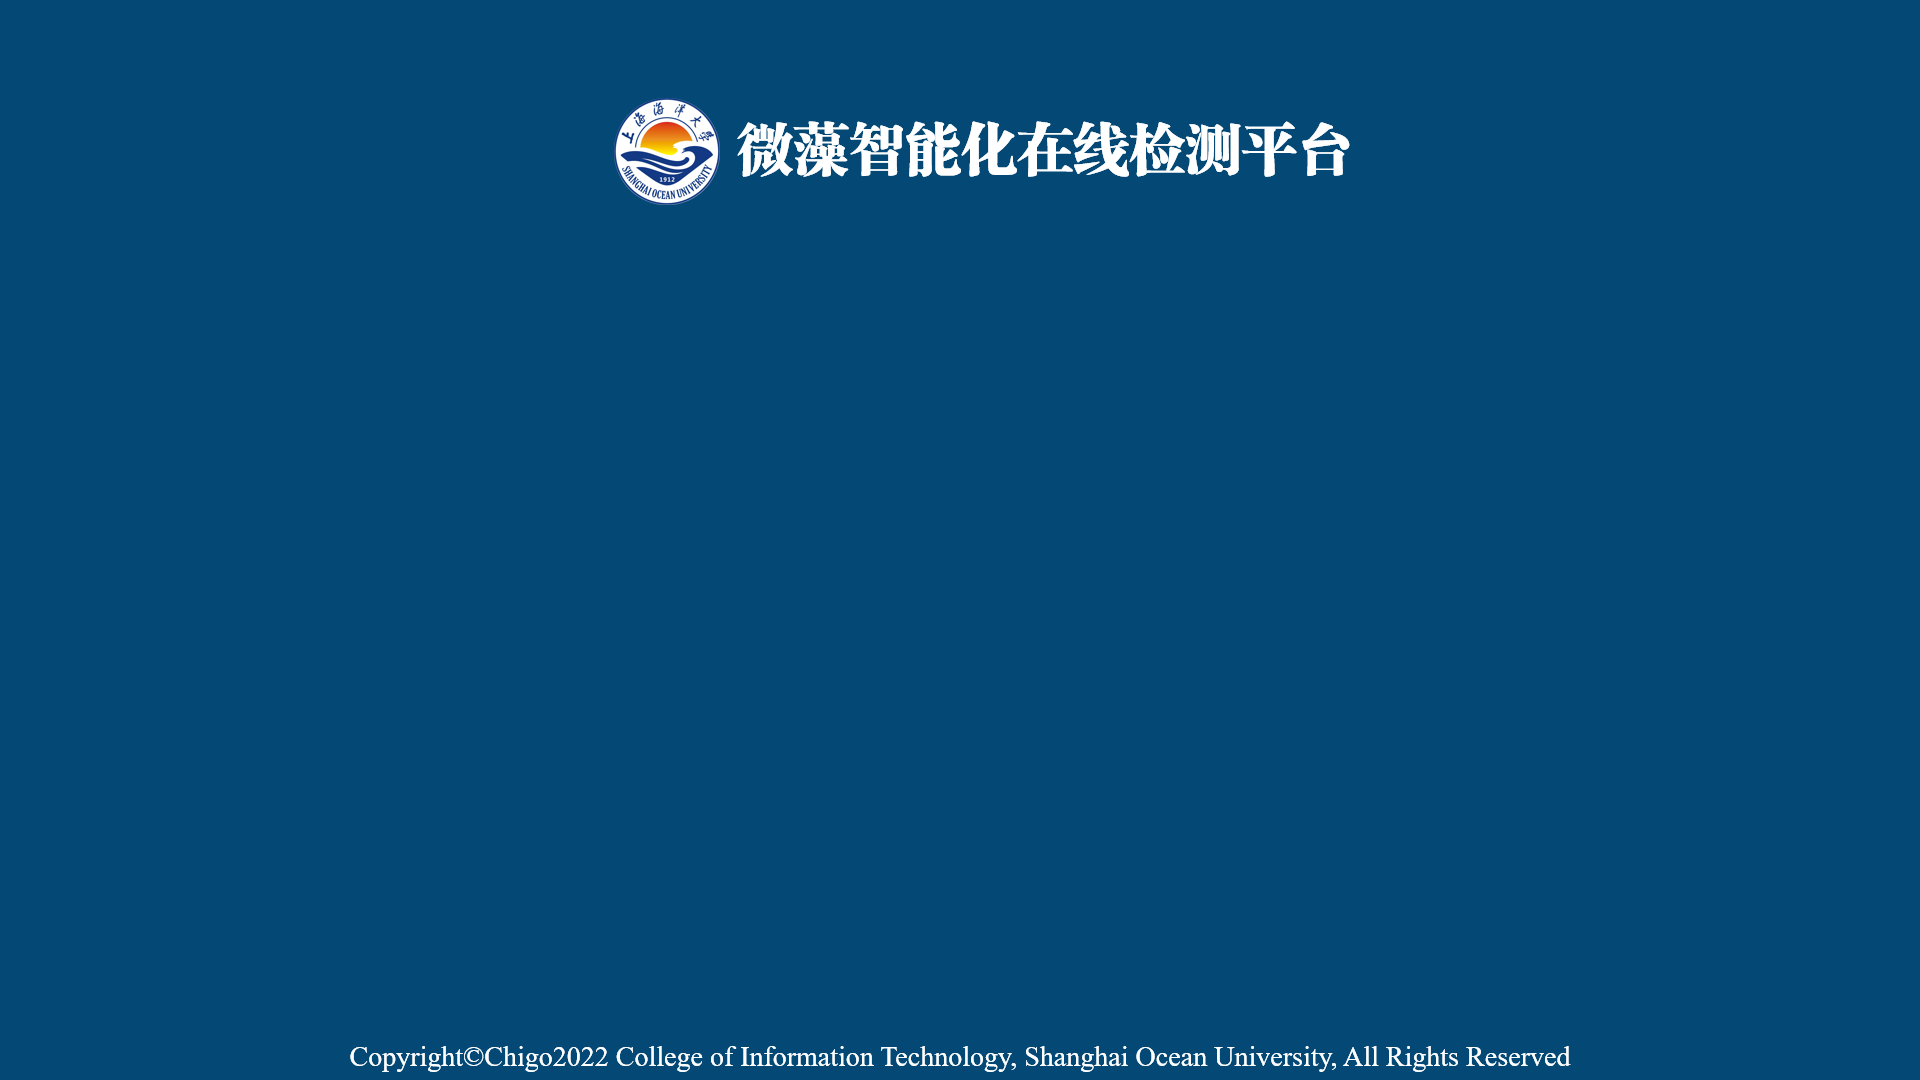 上海海洋大学
微藻智能化在线检测平台
1912
SHANGHAI OCEAN UNIVERSITY
Copyright©Chigo2022 College of Information Technology, Shanghai Ocean University, All Rights Reserved